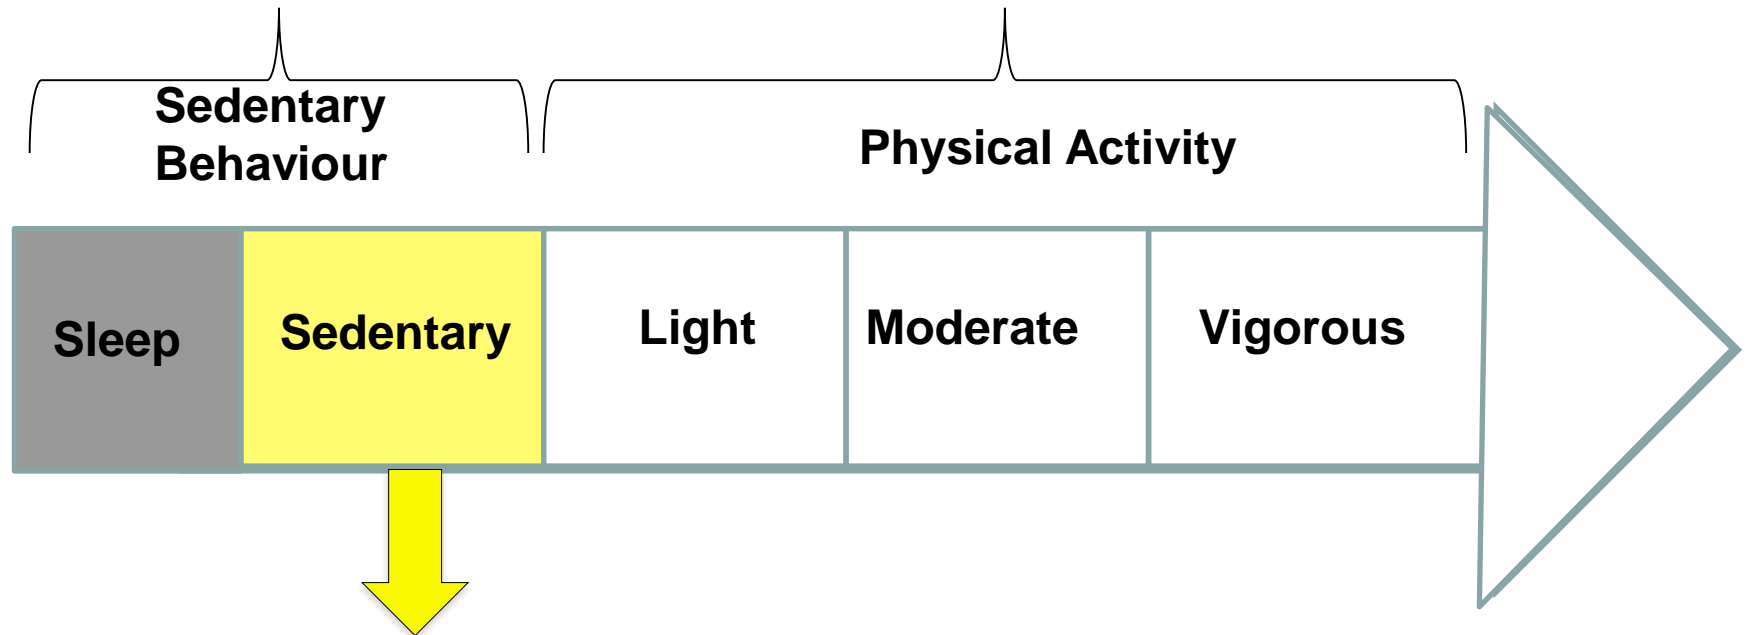 Sedentary
Behaviour
Physical Activity
Sleep
Sedentary
Light
Moderate
Vigorous